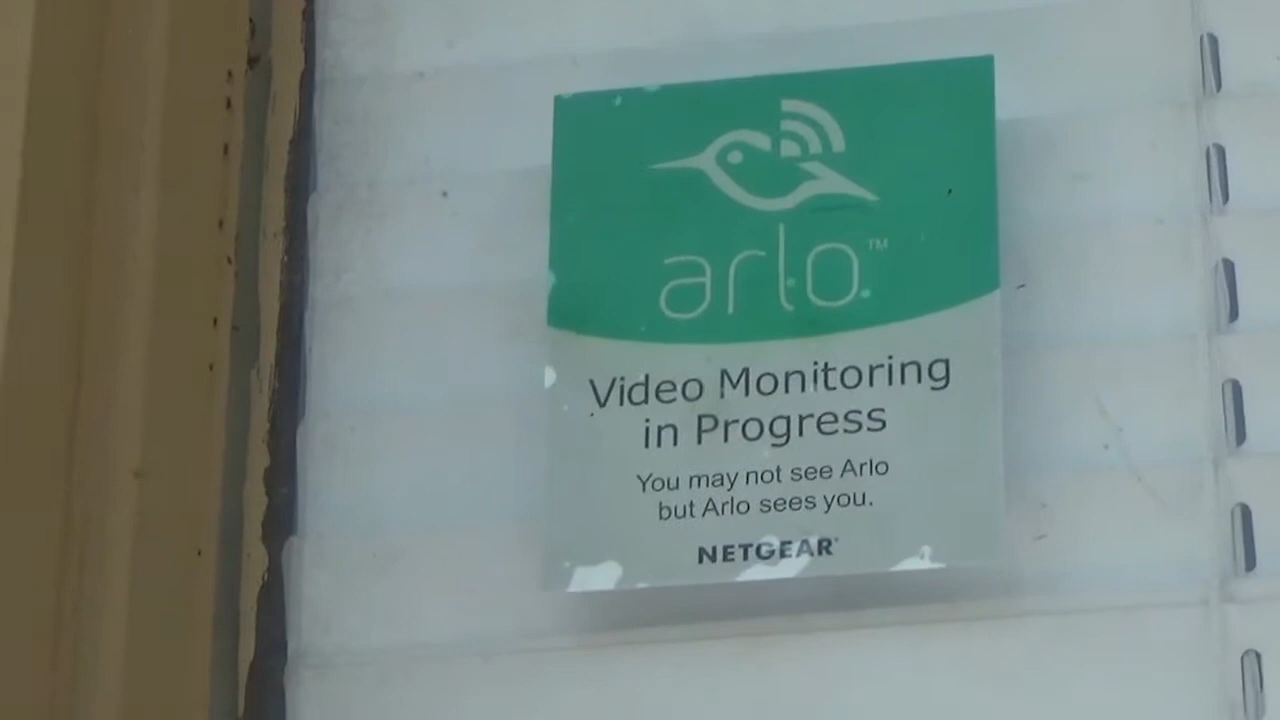 arlo™
Video Monitoring
in Progress
You may not see Arlo
but Arlo sees you.
NETGEAR®